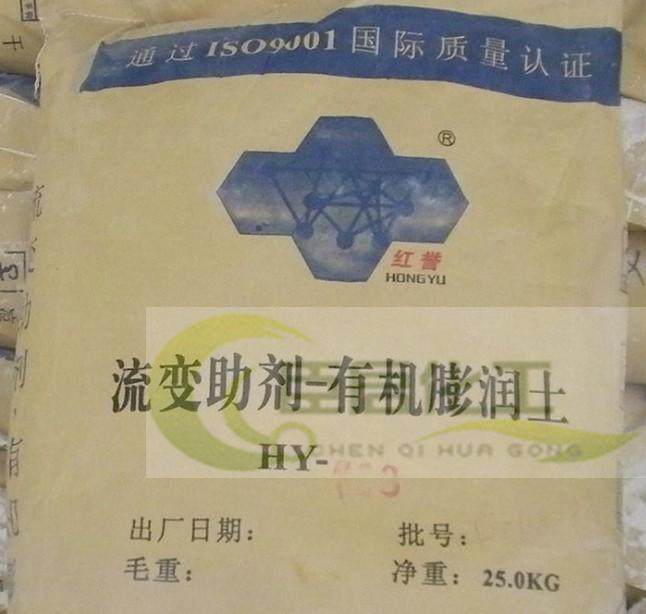 通过ISO9001国际质量认证
®
红誉
HONGYU
流变助剂-有机膨润土
CHEN QI HUA GONG
HY-
出厂日期: 批号:
毛重: 净重: 25.0KG